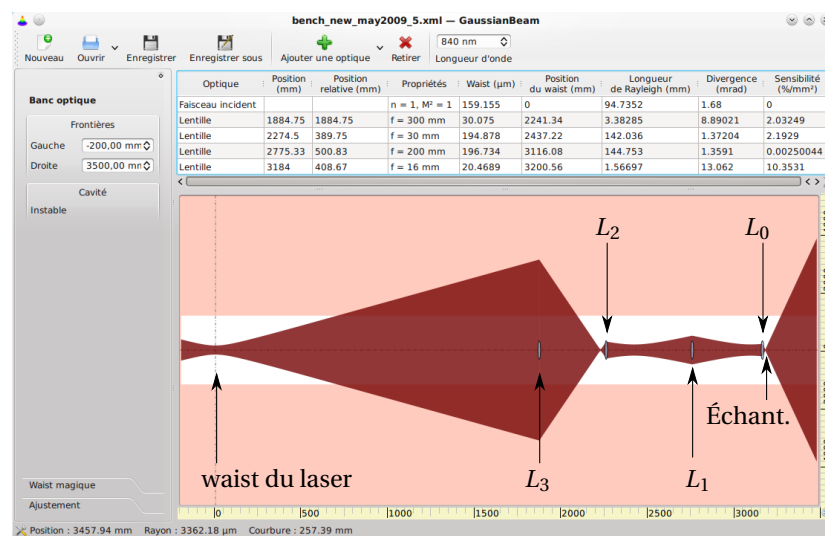 bench_new_may2009_5.xml — GaussianBeam
Nouveau Ouvrir Enregistrer Enregistrer sous Ajouter une optique Retirer 840 nm Longueur d'onde
Banc optique
Frontières
Gauche -200,00 mm
Droite 3500,00 mm
Cavité
Instable
Waist magique
Ajustement
Optique Position (mm) Position relative (mm) Propriétés Waist (µm) Position du waist (mm) Longueur de Rayleigh (mm) Divergence (mrad) Sensibilité (%/mm²)
Faisceau incident n = 1, M² = 1 159.155 0 94.7352 1.68 0
Lentille 1884.75 1884.75 f = 300 mm 30.075 2241.34 3.38285 8.89021 2.03249
Lentille 2274.5 389.75 f = 30 mm 194.878 2437.22 142.036 1.37204 2.1929
Lentille 2775.33 500.83 f = 200 mm 196.734 3116.08 144.753 1.3591 0.00250044
Lentille 3184 408.67 f = 16 mm 20.4689 3200.56 1.56697 13.062 10.3531
L2 L0
Échant.
waist du laser L3 L1
0 500 1000 1500 2000 2500 3000
Position : 3457.94 mm Rayon : 3362.18 µm Courbure : 257.39 mm